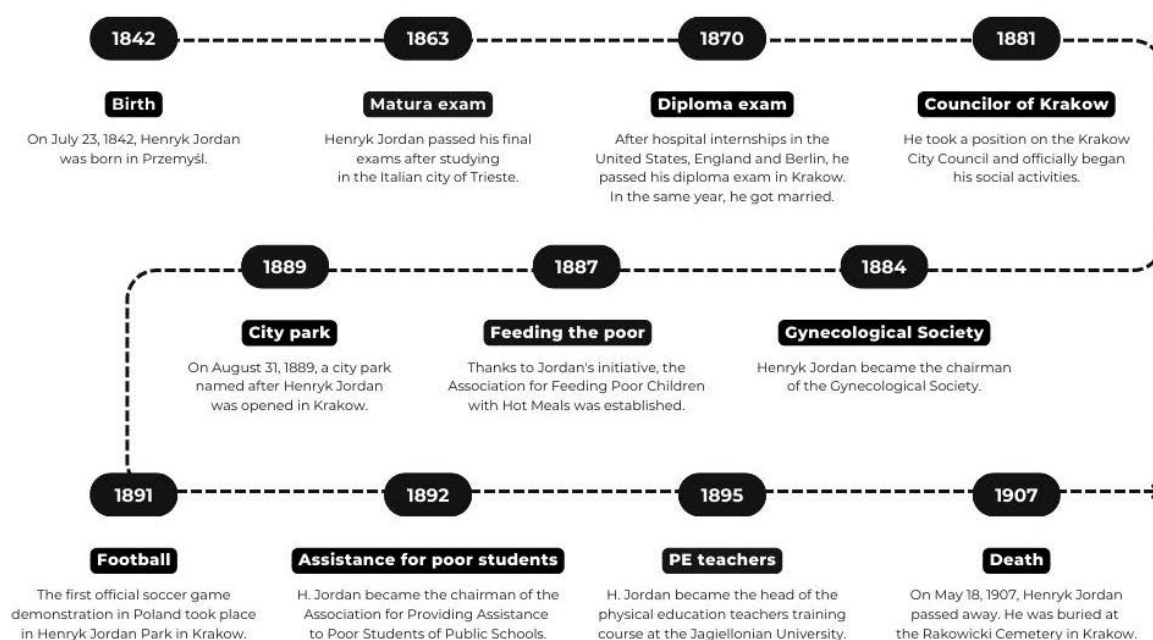 1842
1863
1870
1881
Birth
On July 23, 1842, Henryk Jordan
was born in Przemyśl.
Matura exam
Henryk Jordan passed his final
exams after studying
in the Italian city of Trieste.
Diploma exam
After hospital internships in the
United States, England and Berlin, he
passed his diploma exam in Krakow.
In the same year, he got married.
Councilor of Krakow
He took a position on the Krakow
City Council and officially began
his social activities.
1889
1887
1884
City park
On August 31, 1889, a city park
named after Henryk Jordan
was opened in Krakow.
Feeding the poor
Thanks to Jordan's initiative, the
Association for Feeding Poor Children
with Hot Meals was established.
Gynecological Society
Henryk Jordan became the chairman
of the Gynecological Society.
1891
1892
1895
1907
Football
The first official soccer game
demonstration in Poland took place
in Henryk Jordan Park in Krakow.
Assistance for poor students
H. Jordan became the chairman of the
Association for Providing Assistance
to Poor Students of Public Schools.
PE teachers
H. Jordan became the head of the
physical education teachers training
course at the Jagiellonian University.
Death
On May 18, 1907, Henryk Jordan
passed away. He was buried at
the Rakowicki Cemetery in Krakow.